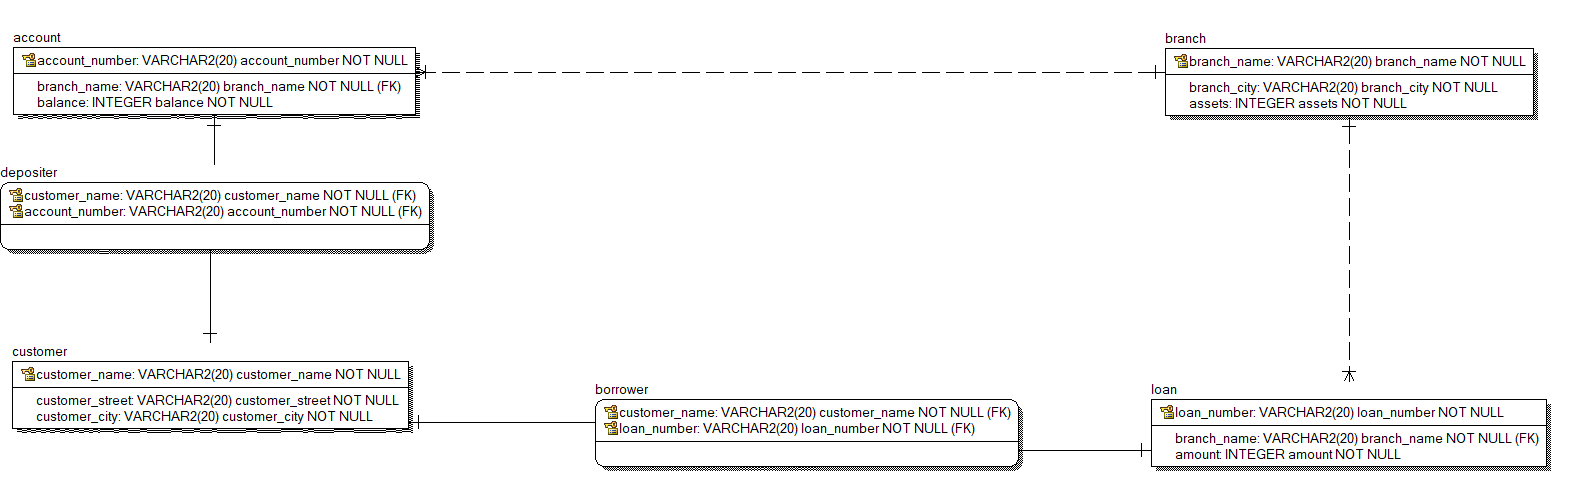 account
account_number: VARCHAR2(20) account_number NOT NULL
branch_name: VARCHAR2(20) branch_name NOT NULL (FK)
balance: INTEGER balance NOT NULL
branch
branch_name: VARCHAR2(20) branch_name NOT NULL
branch_city: VARCHAR2(20) branch_city NOT NULL
assets: INTEGER assets NOT NULL
depositer
customer_name: VARCHAR2(20) customer_name NOT NULL (FK)
account_number: VARCHAR2(20) account_number NOT NULL (FK)
customer
customer_name: VARCHAR2(20) customer_name NOT NULL
customer_street: VARCHAR2(20) customer_street NOT NULL
customer_city: VARCHAR2(20) customer_city NOT NULL
borrower
customer_name: VARCHAR2(20) customer_name NOT NULL (FK)
loan_number: VARCHAR2(20) loan_number NOT NULL (FK)
loan
loan_number: VARCHAR2(20) loan_number NOT NULL
branch_name: VARCHAR2(20) branch_name NOT NULL (FK)
amount: INTEGER amount NOT NULL